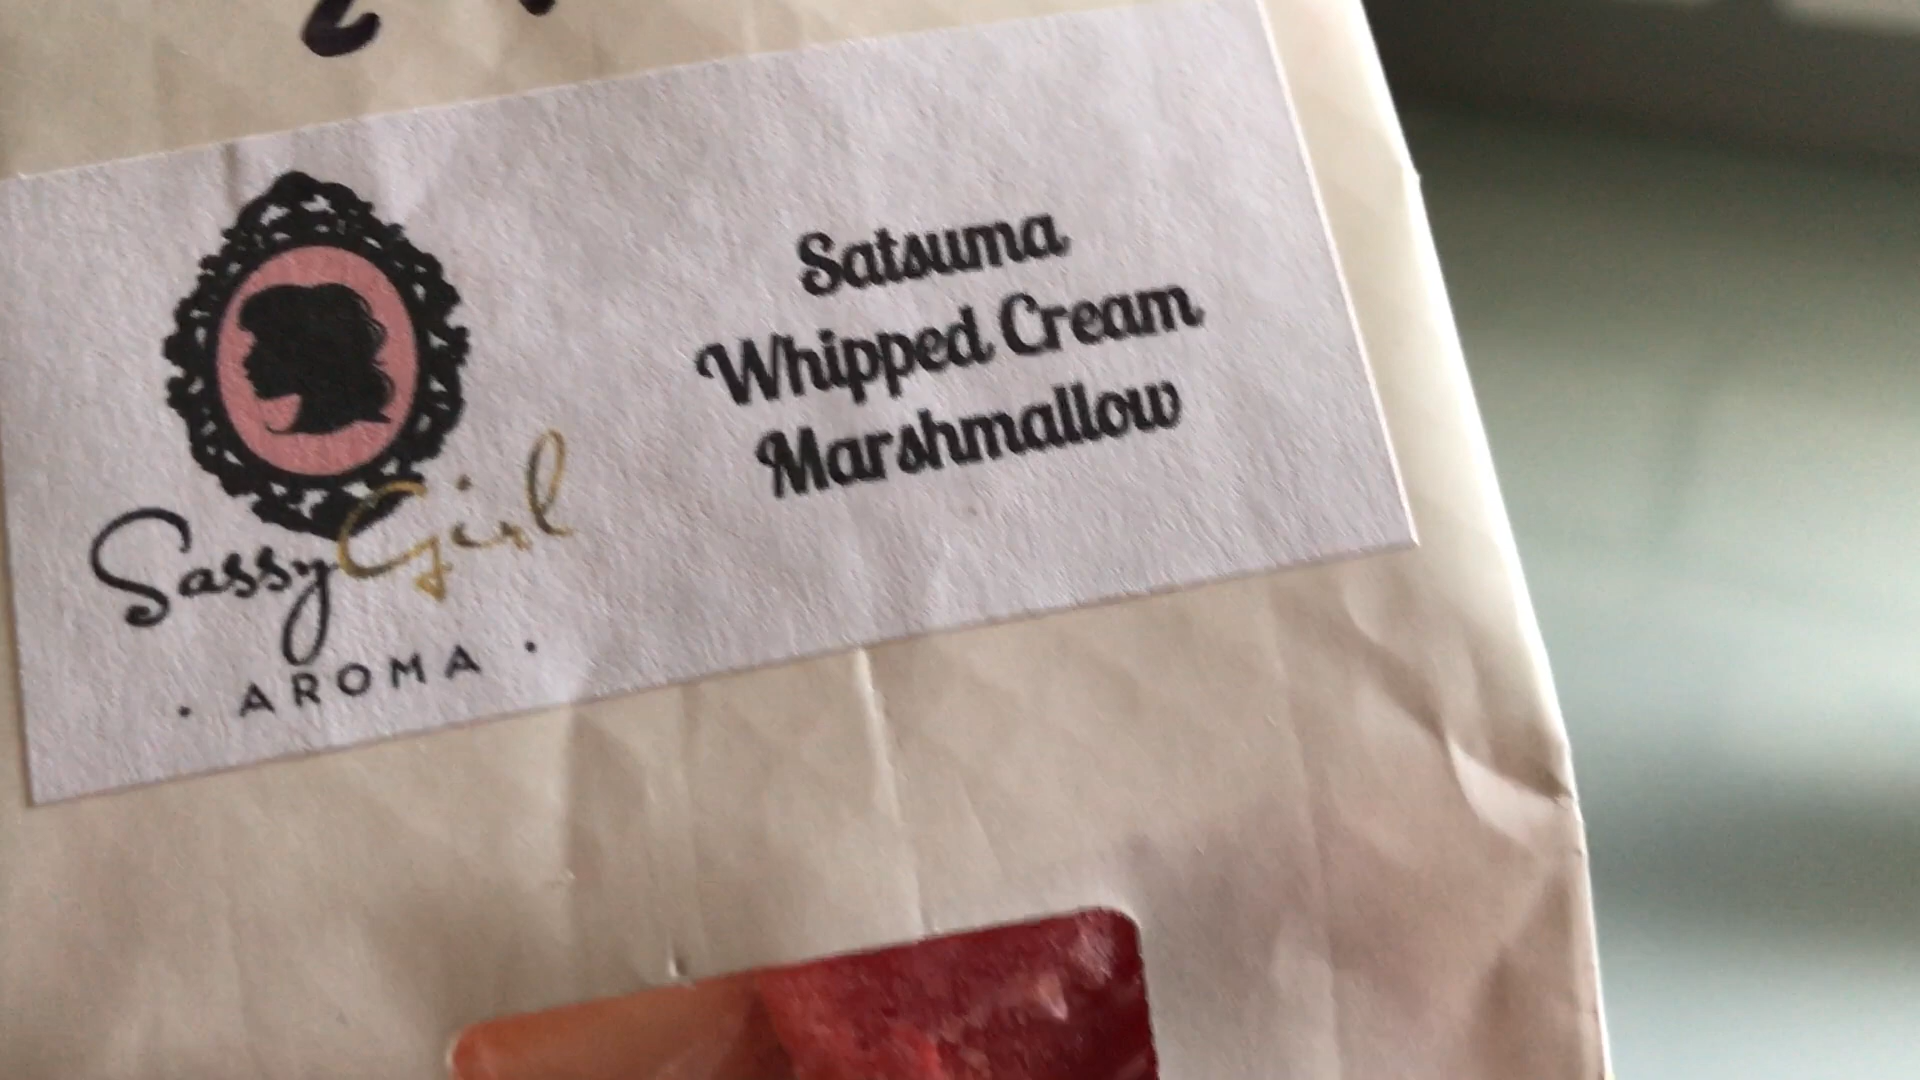 Satsuma
Whipped Cream
Marshmallow
Sassy Girl
· AROMA ·